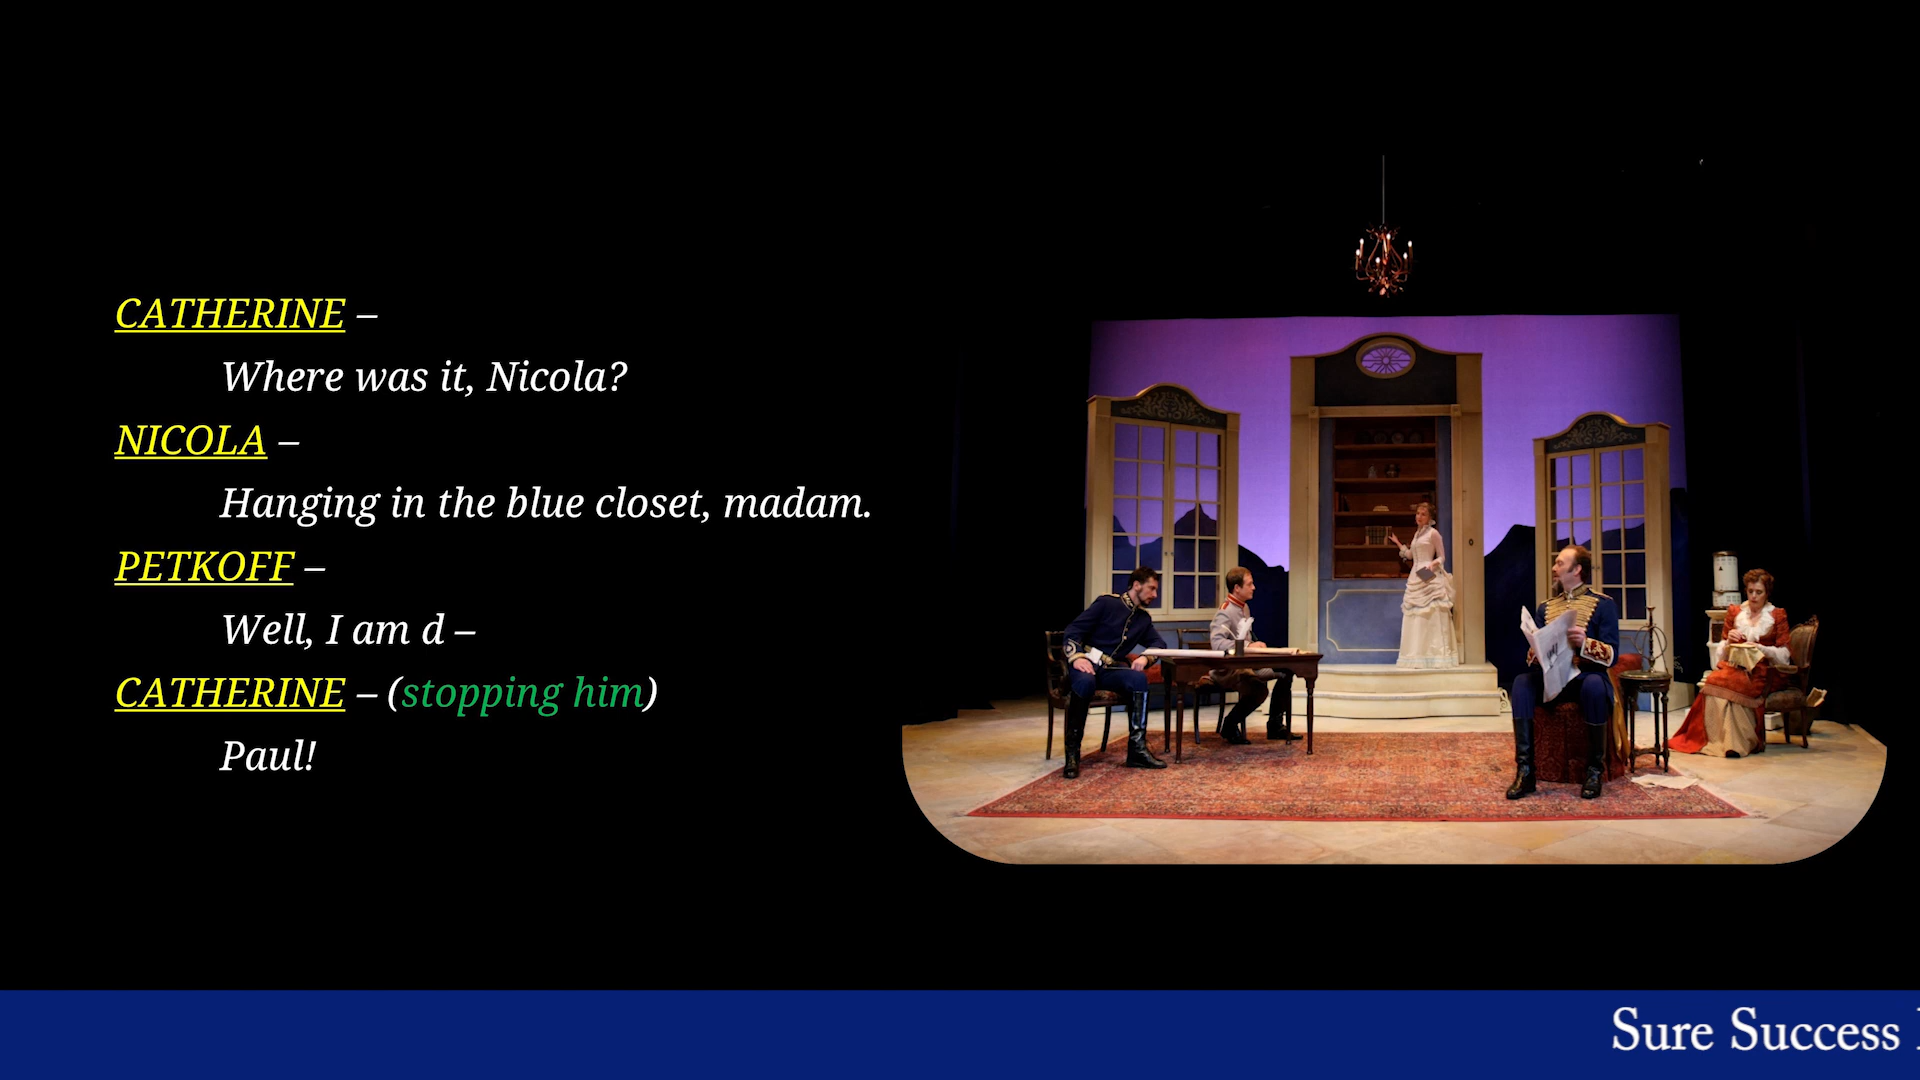 CATHERINE –
Where was it, Nicola?
NICOLA –
Hanging in the blue closet, madam.
PETKOFF –
Well, I am d –
CATHERINE – (stopping him)
Paul!
Sure Success